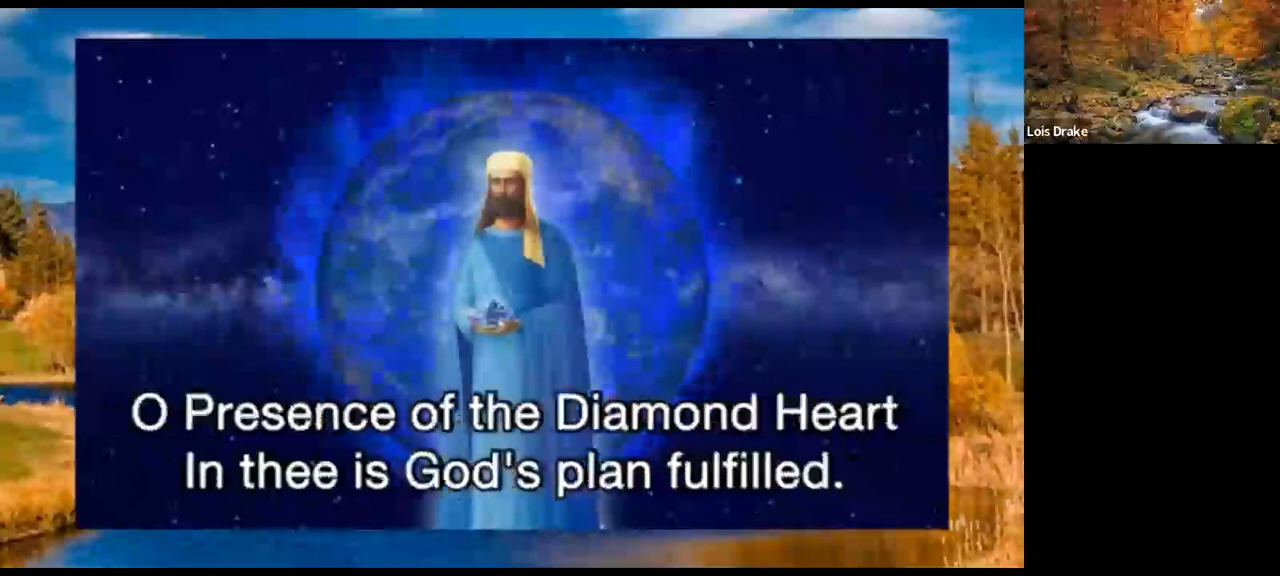 Lois Drake
O Presence of the Diamond Heart
In thee is God's plan fulfilled.